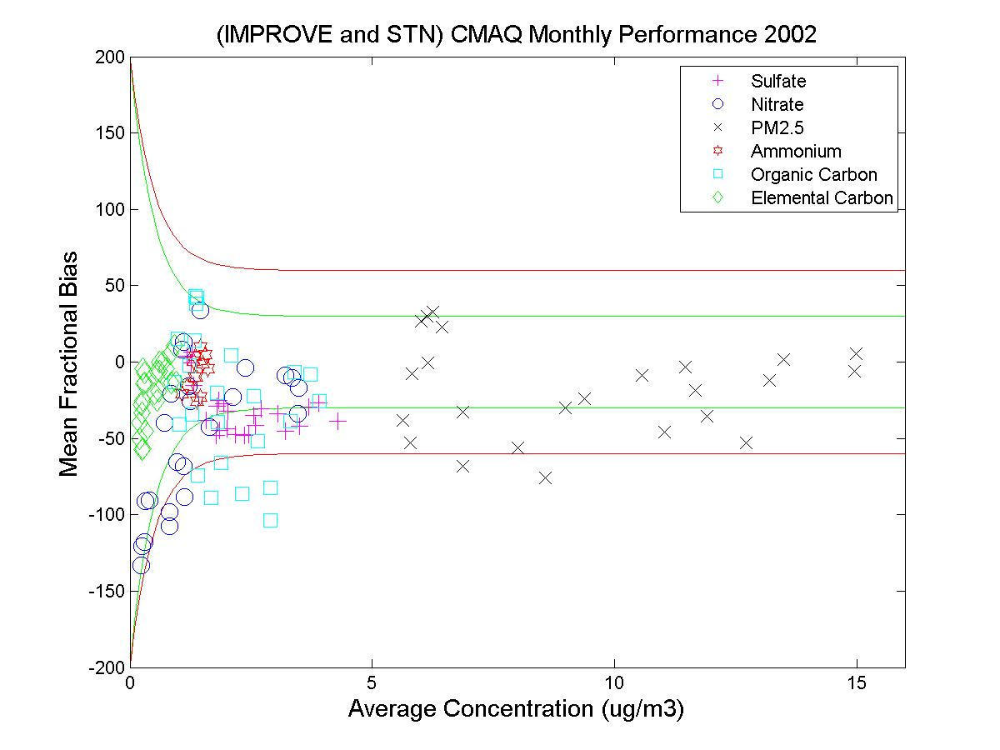 (IMPROVE and STN) CMAQ Monthly Performance 2002
200
150
100
50
0
-50
-100
-150
-200
Mean Fractional Bias
Sulfate
Nitrate
PM2.5
Ammonium
Organic Carbon
Elemental Carbon
0 5 10 15
Average Concentration (ug/m3)